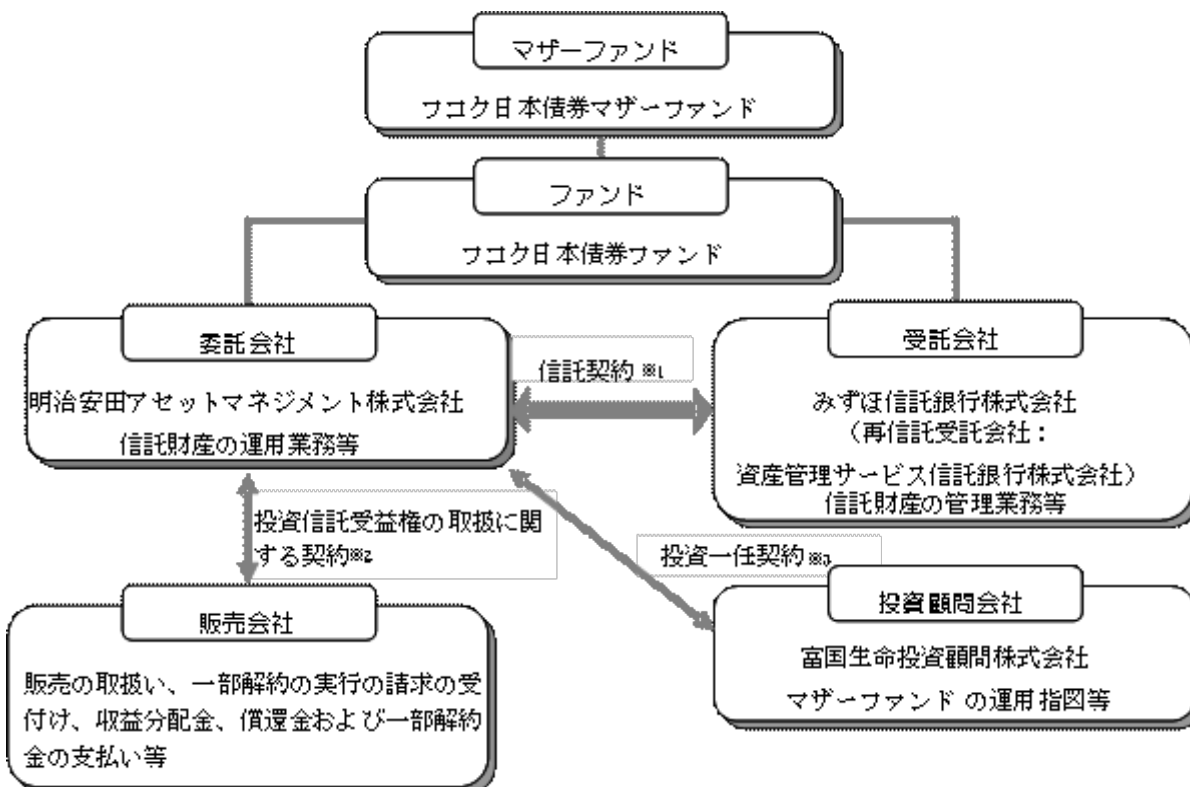 マザーファンド
フコク日本債券マザーファンド
ファンド
フコク日本債券ファンド
委託会社
明治安田アセットマネジメント株式会社
信託財産の運用業務等
信託契約※1
受託会社
みずほ信託銀行株式会社
（再信託受託会社：
資産管理サービス信託銀行株式会社）
信託財産の管理業務等
投資信託受益権の取扱に関
する契約※2
投資一任契約※3
販売会社
販売の取扱い、一部解約の実行の請求の受
付け、収益分配金、償還金および一部解約
金の支払い等
投資顧問会社
富国生命投資顧問株式会社
マザーファンドの運用指図等